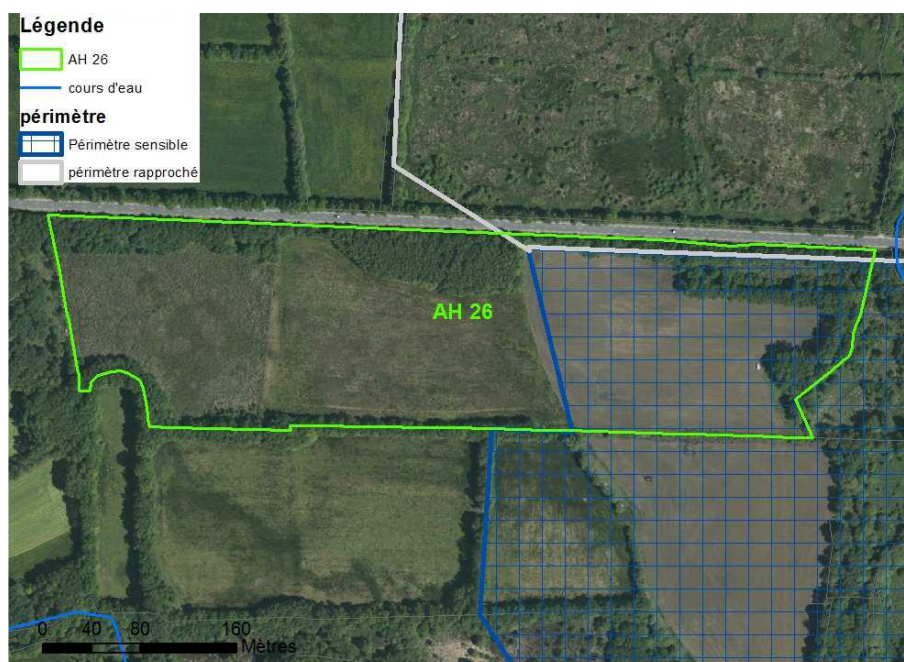 Légende
AH 26
cours d'eau
périmètre
Périmètre sensible
périmètre rapproché
AH 26
0 40 80 160
Mètres